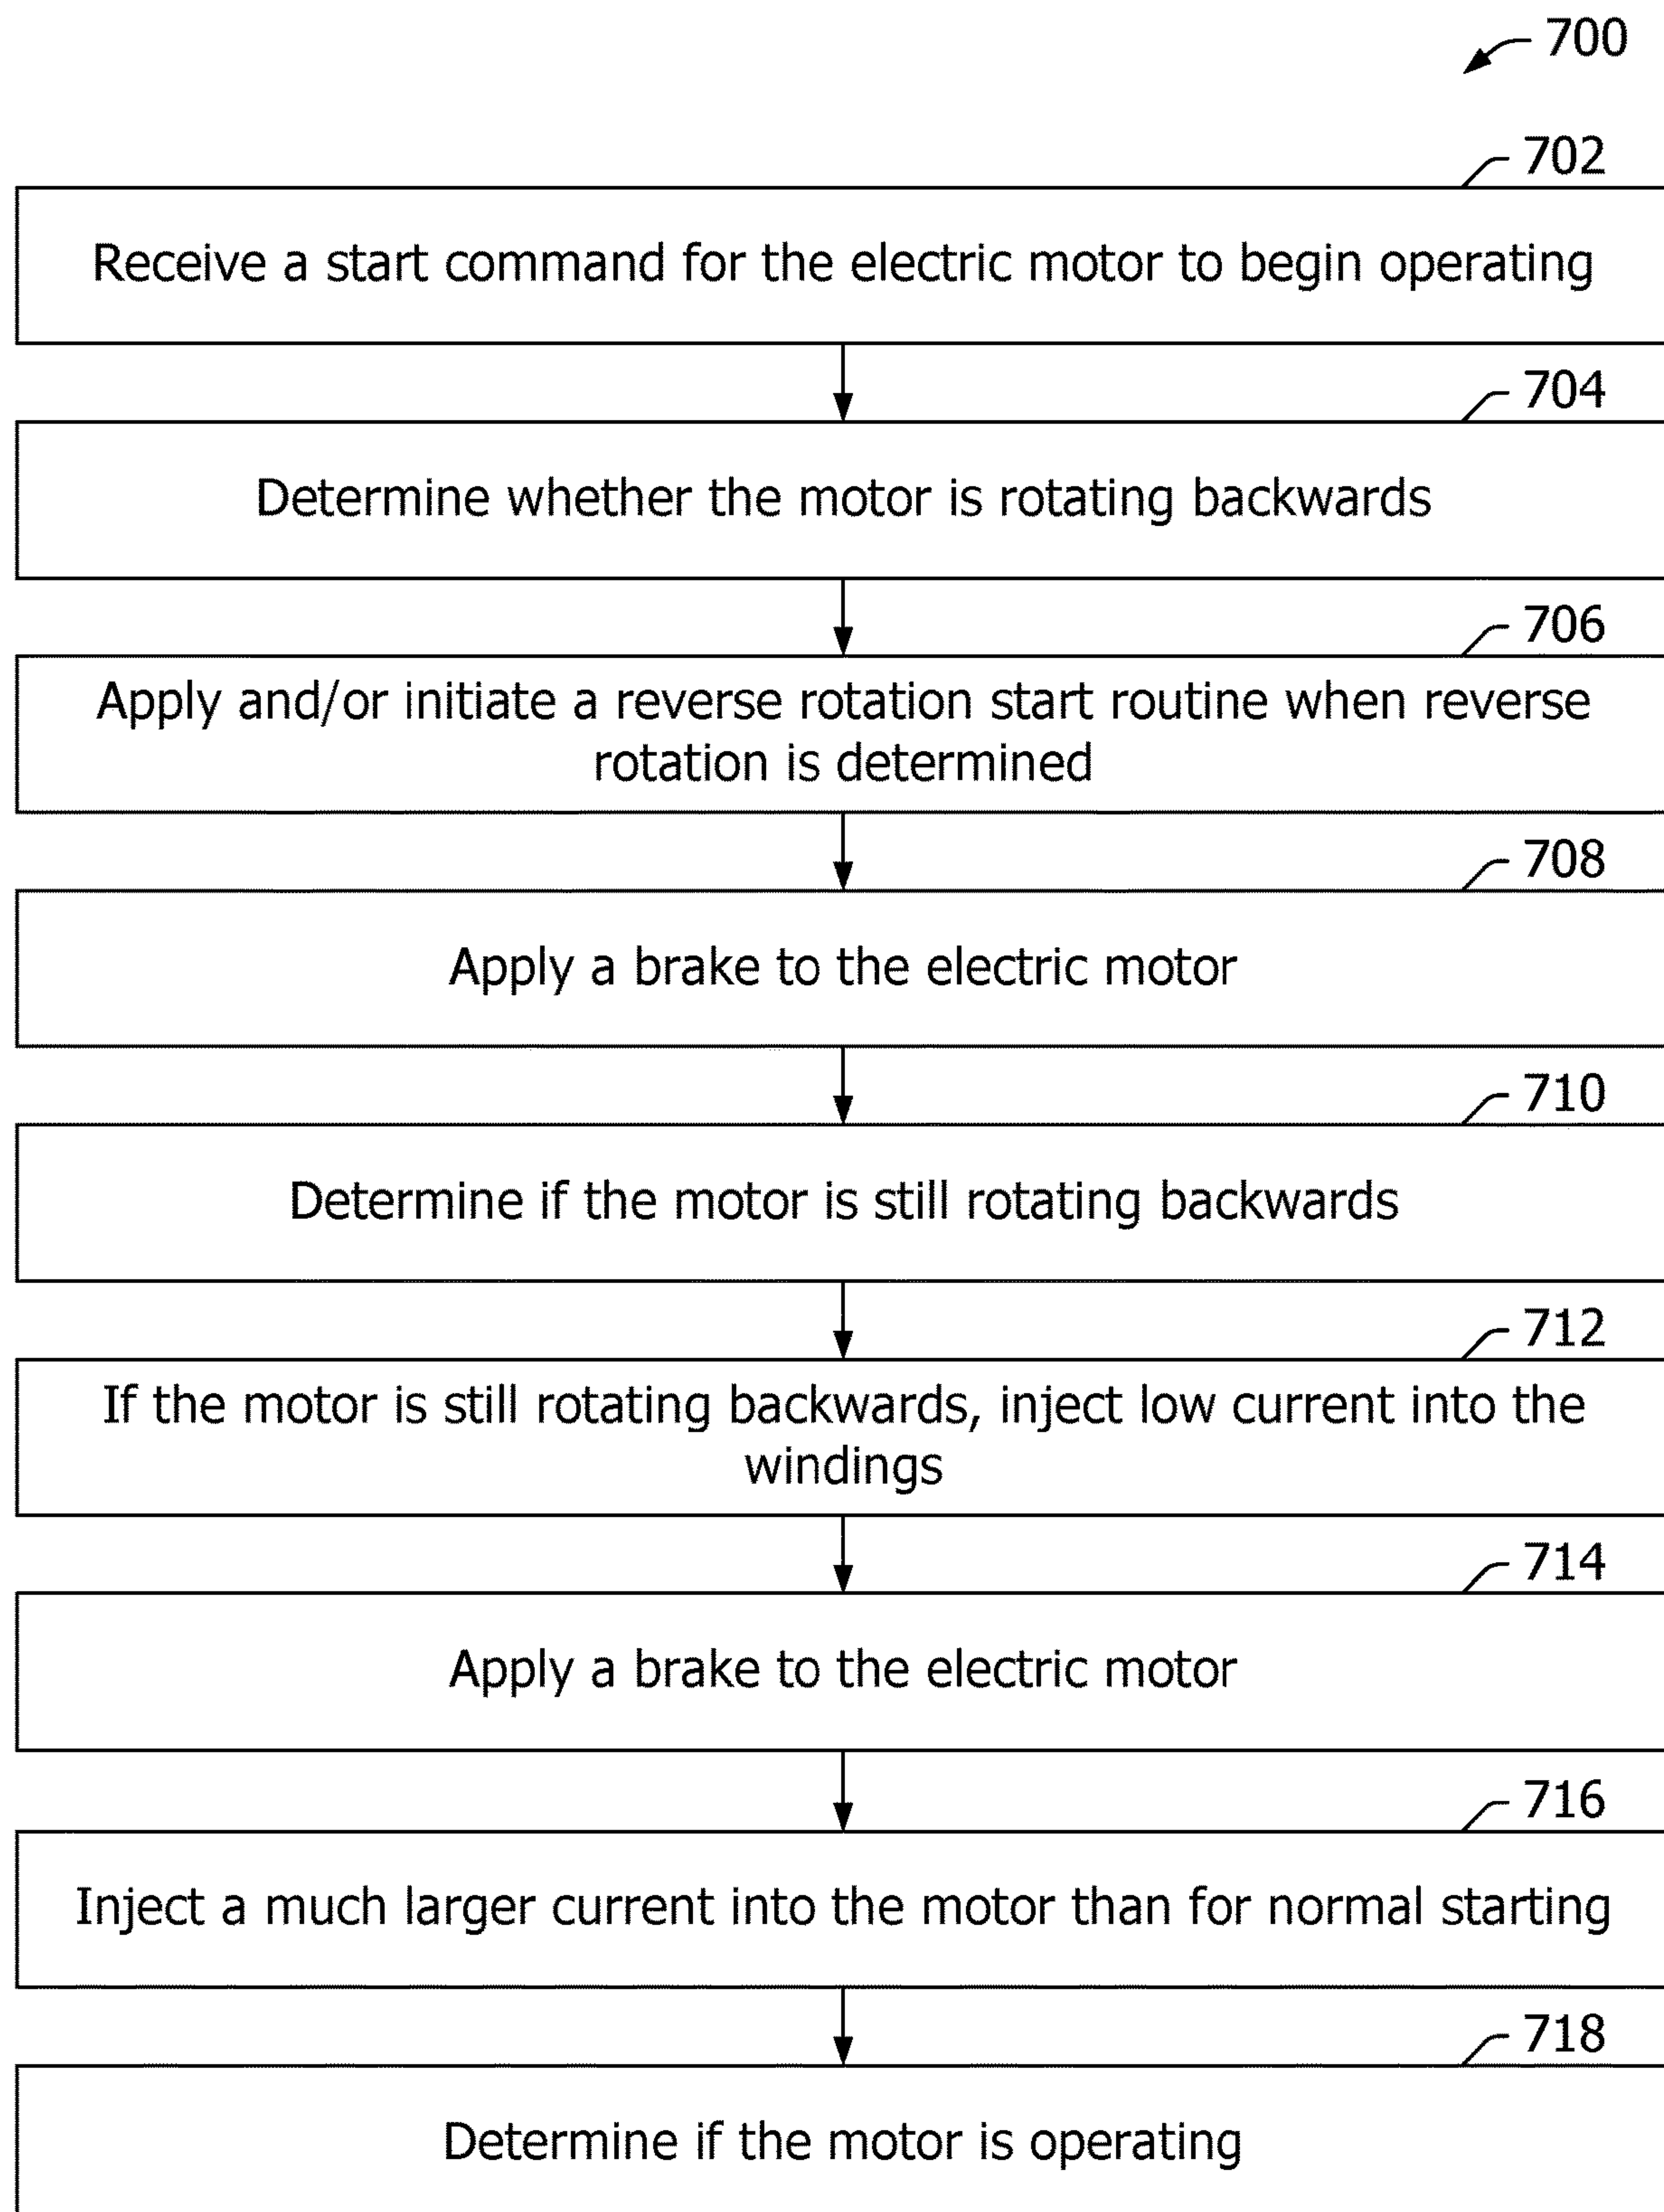 700
702
Receive a start command for the electric motor to begin operating
704
Determine whether the motor is rotating backwards
706
Apply and/or initiate a reverse rotation start routine when reverse
rotation is determined
708
Apply a brake to the electric motor
710
Determine if the motor is still rotating backwards
712
If the motor is still rotating backwards, inject low current into the
windings
714
Apply a brake to the electric motor
716
Inject a much larger current into the motor than for normal starting
718
Determine if the motor is operating